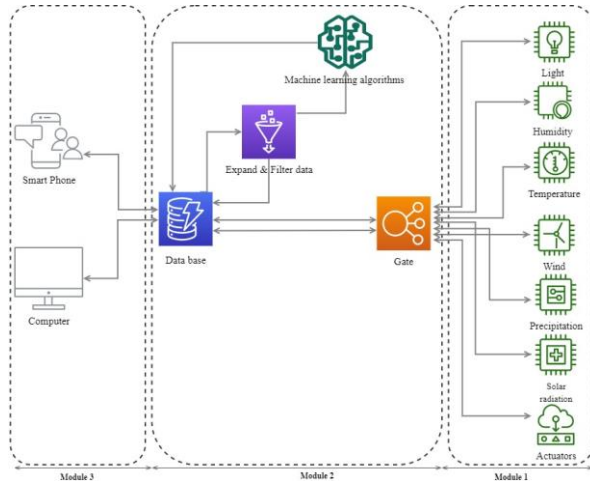 Machine learning algorithms
Light
Humidity
Smart Phone
Expand & Filter data
Temperature
Data base
Gate
Wind
Computer
Precipitation
Solar
radiation
Actuators
Module 3
Module 2
Module 1